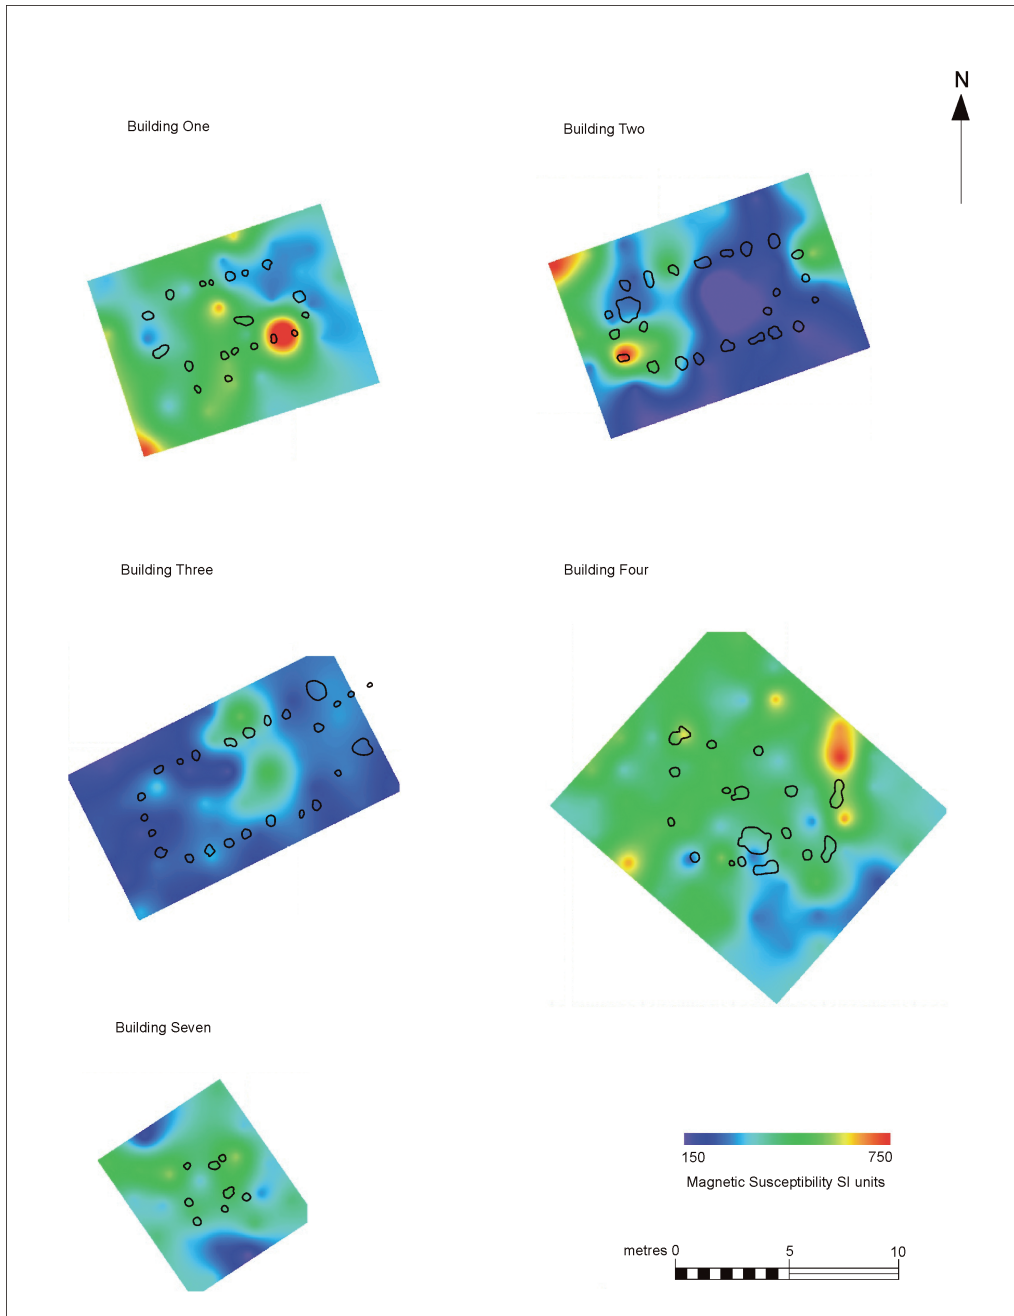 N
Building One
Building Two
Building Three
Building Four
Building Seven
150 750
Magnetic Susceptibility SI units
metres 0 5 10